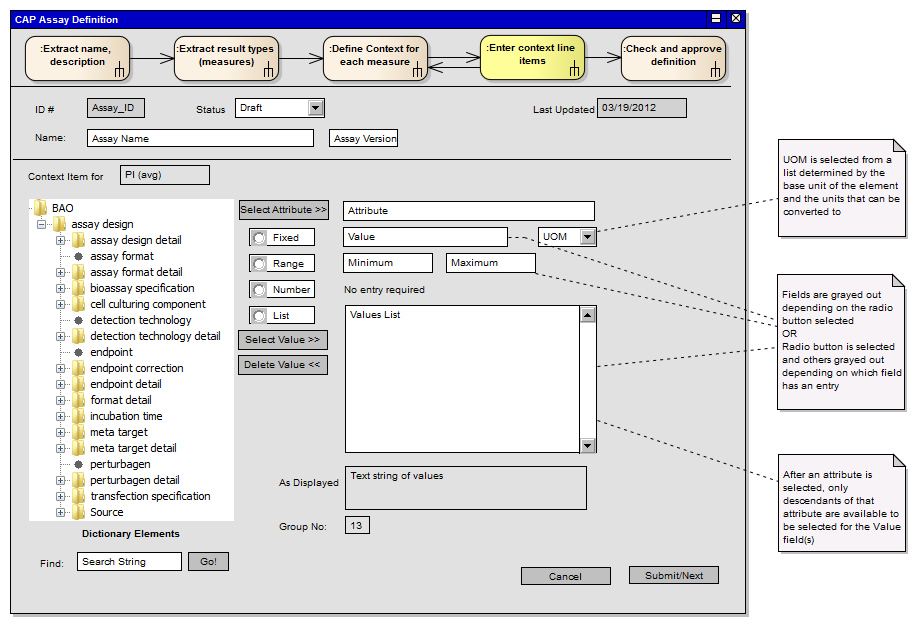 CAP Assay Definition
:Extract name,
description
:Extract result types
(measures)
:Define Context for
each measure
:Enter context line
items
:Check and approve
definition
ID #
Assay_ID
Status
Draft
Last Updated
03/19/2012
Name:
Assay Name
Assay Version
Context Item for
PI (avg)
BAO
assay design
assay design detail
assay format
assay format detail
bioassay specification
cell culturing component
detection technology
detection technology detail
endpoint
endpoint correction
endpoint detail
format detail
incubation time
meta target
meta target detail
perturbagen
perturbagen detail
transfection specification
Source
Dictionary Elements
Find:
Search String
Go!
Select Attribute >>
Attribute
Fixed
Value
UOM
Range
Minimum
Maximum
Number
No entry required
List
Values List
Select Value >>
Delete Value <<
As Displayed
Text string of values
Group No:
13
Cancel
Submit/Next
UOM is selected from a
list determined by the
base unit of the element
and the units that can be
converted to
Fields are grayed out
depending on the radio
button selected
OR
Radio button is selected
and others grayed out
depending on which field
has an entry
After an attribute is
selected, only
descendants of that
attribute are available to
be selected for the Value
field(s)